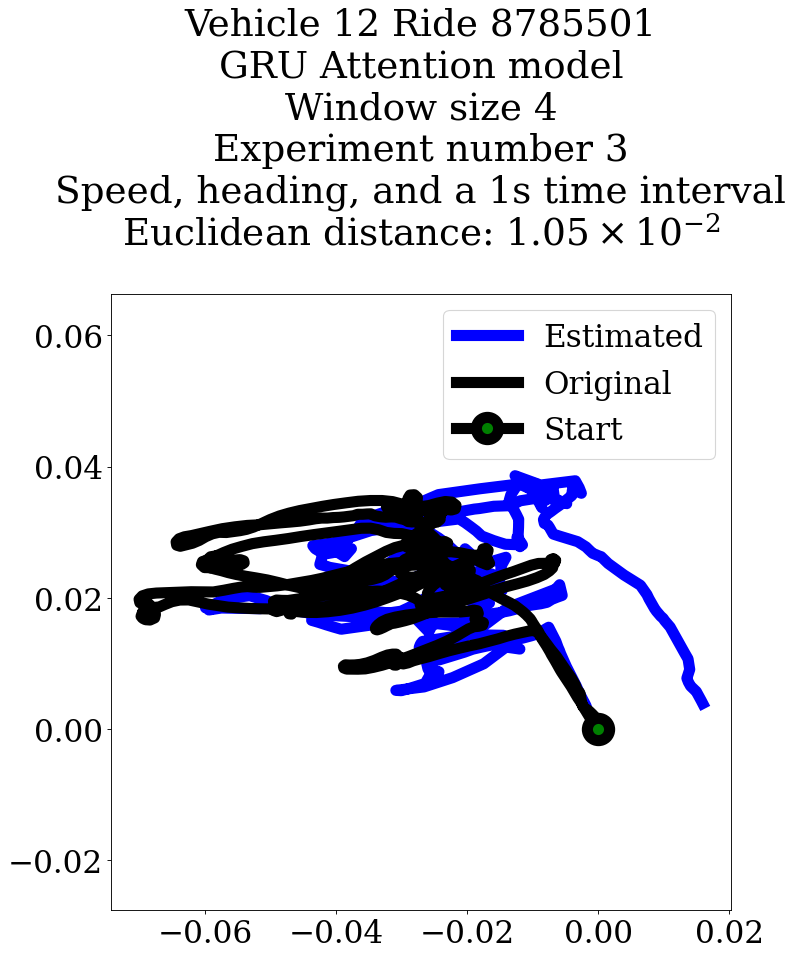 Vehicle 12 Ride 8785501
GRU Attention model
Window size 4
Experiment number 3
Speed, heading, and a 1s time interval
Euclidean distance: 1.05 × 10⁻²
Estimated
Original
Start
0.06
0.04
0.02
0.00
−0.02
−0.06 −0.04 −0.02 0.00 0.02